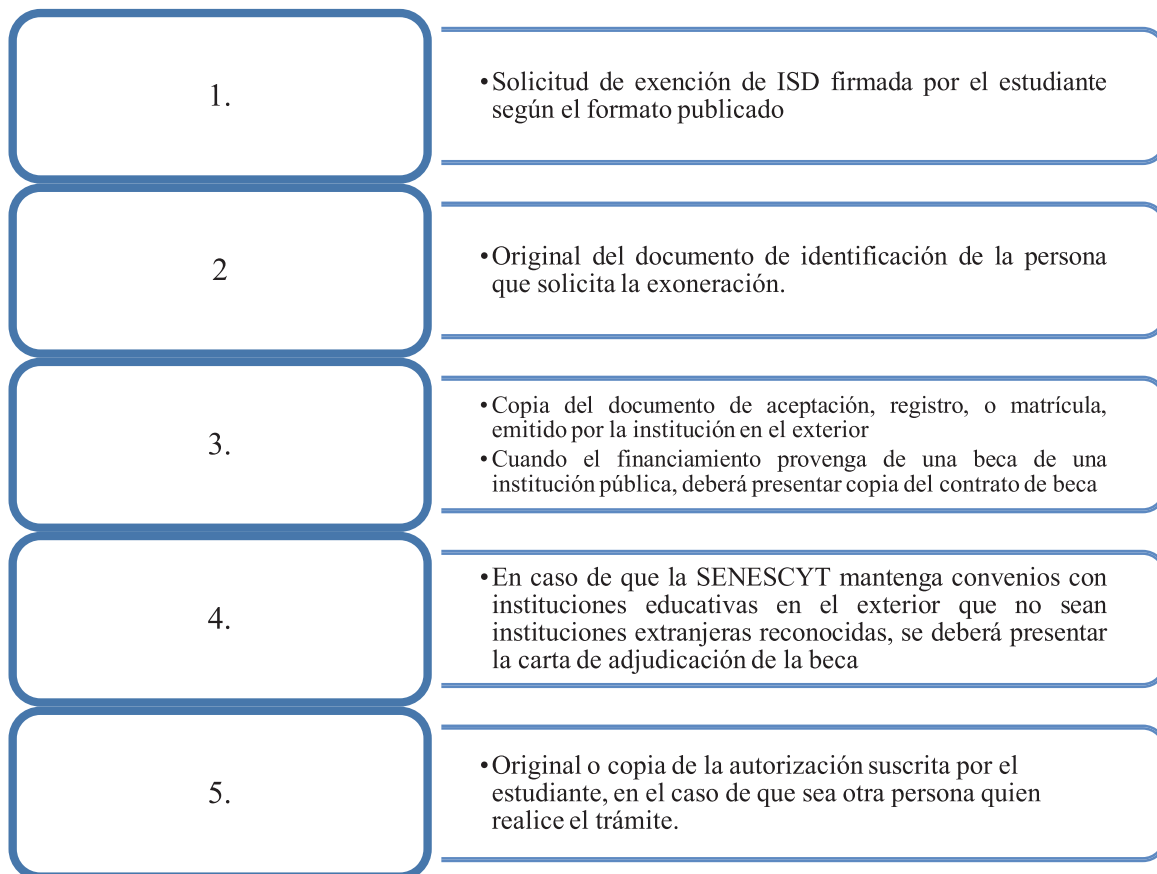 1.
•Solicitud de exención de ISD firmada por el estudiante
según el formato publicado
2
•Original del documento de identificación de la persona
que solicita la exoneración.
3.
•Copia del documento de aceptación, registro, o matrícula,
emitido por la institución en el exterior
•Cuando el financiamiento provenga de una beca de una
institución pública, deberá presentar copia del contrato de beca
4.
•En caso de que la SENESCYT mantenga convenios con
instituciones educativas en el exterior que no sean
instituciones extranjeras reconocidas, se deberá presentar
la carta de adjudicación de la beca
5.
•Original o copia de la autorización suscrita por el
estudiante, en el caso de que sea otra persona quien
realice el trámite.